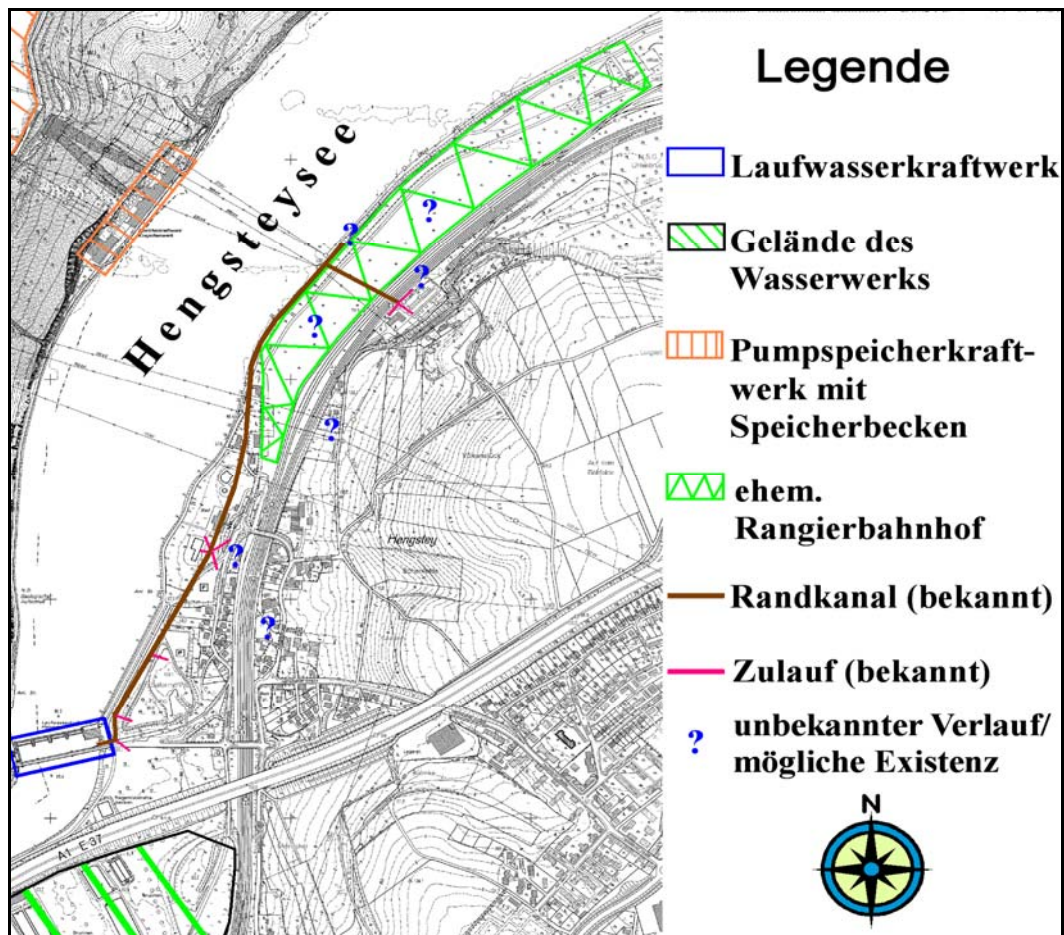 Hengsteysee
Legende
Laufwasserkraftwerk
Gelände des
Wasserwerks
Pumpspeicherkraft-
werk mit
Speicherbecken
ehem.
Rangierbahnhof
Randkanal (bekannt)
Zulauf (bekannt)
? unbekannter Verlauf/
mögliche Existenz
N
?
?
?
?
?
?
?
Hengstey
A1 E 37
P
P